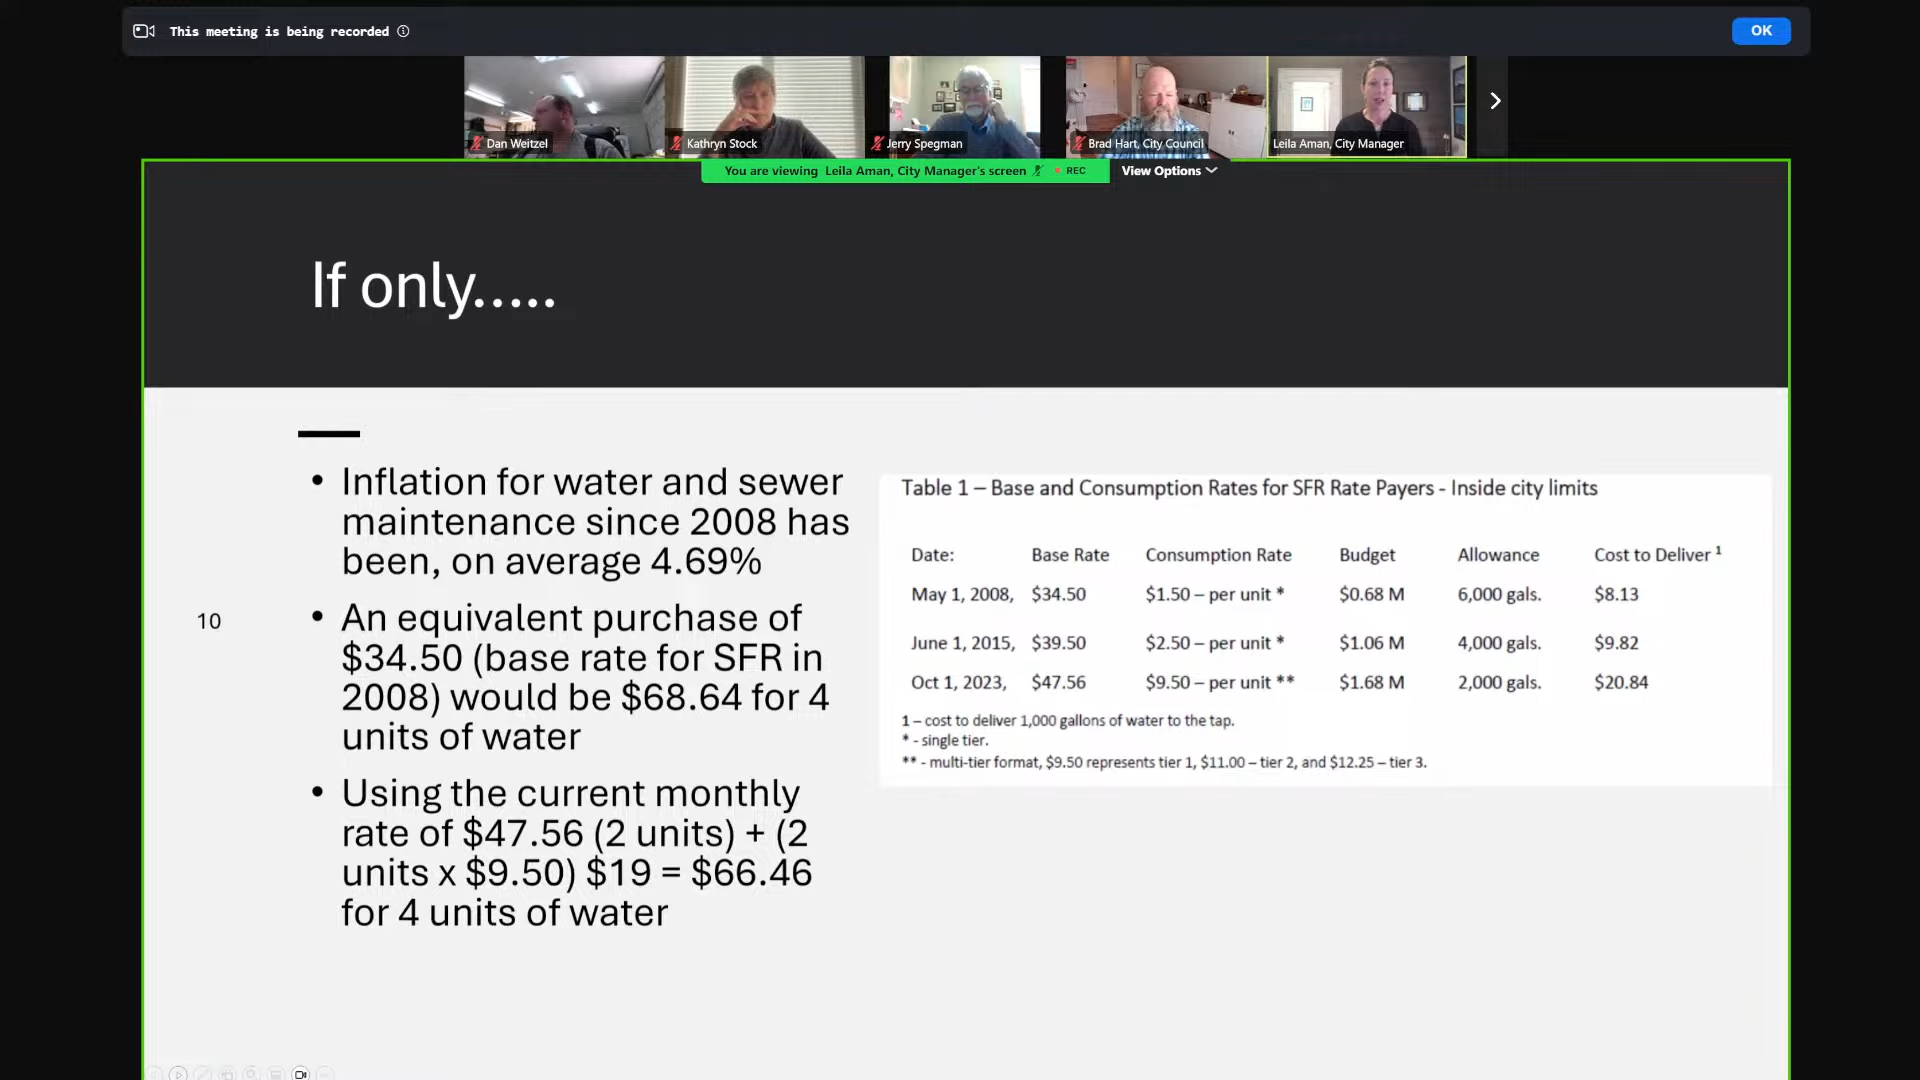 This meeting is being recorded
OK
Dan Weitzel
Kathryn Stock
Jerry Spegman
Brad Hart, City Council
Leila Aman, City Manager
You are viewing Leila Aman, City Manager's screen
REC
View Options
If only.....
• Inflation for water and sewer
maintenance since 2008 has
been, on average 4.69%
10
• An equivalent purchase of
$34.50 (base rate for SFR in
2008) would be $68.64 for 4
units of water
• Using the current monthly
rate of $47.56 (2 units) + (2
units x $9.50) $19 = $66.46
for 4 units of water
Table 1 – Base and Consumption Rates for SFR Rate Payers - Inside city limits
Date: Base Rate Consumption Rate Budget Allowance Cost to Deliver 1
May 1, 2008, $34.50 $1.50 – per unit * $0.68 M 6,000 gals. $8.13
June 1, 2015, $39.50 $2.50 – per unit * $1.06 M 4,000 gals. $9.82
Oct 1, 2023, $47.56 $9.50 – per unit ** $1.68 M 2,000 gals. $20.84
1 – cost to deliver 1,000 gallons of water to the tap.
* - single tier.
** - multi-tier format, $9.50 represents tier 1, $11.00 – tier 2, and $12.25 – tier 3.